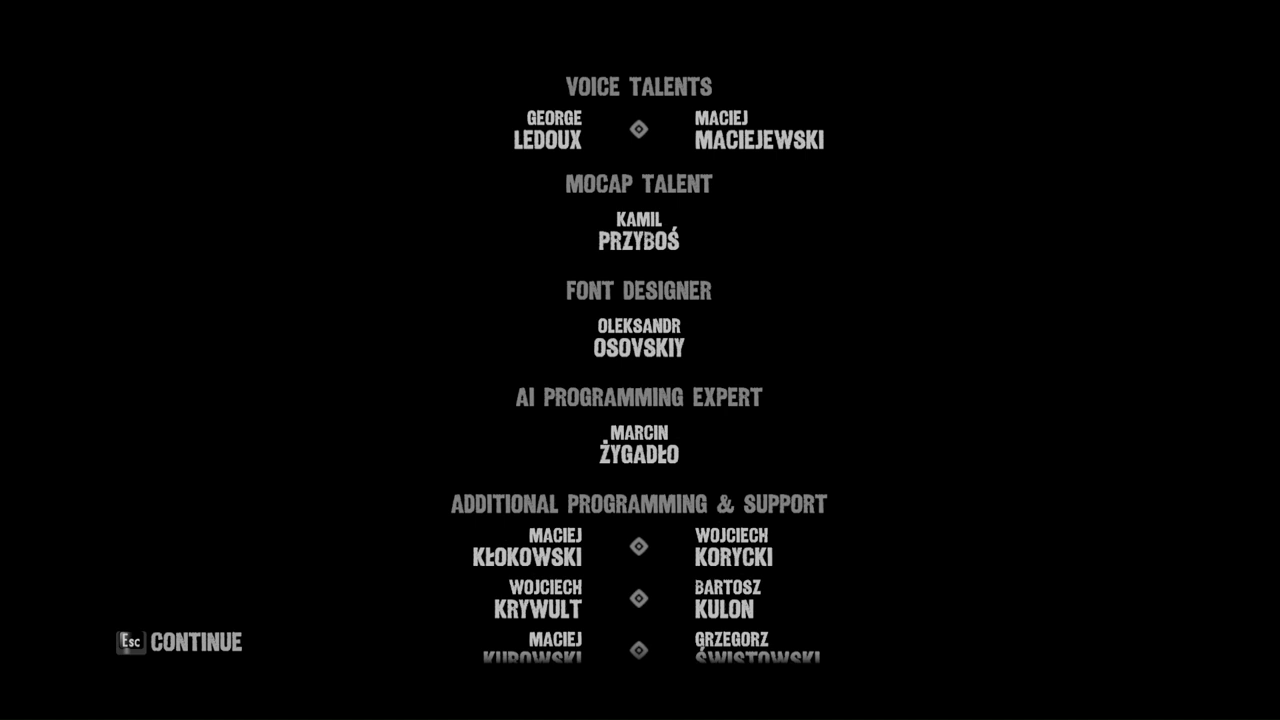 VOICE TALENTS
GEORGE MACIEJ
LEDOUX MACIEJEWSKI
MOCAP TALENT
KAMIL
PRZYBOŚ
FONT DESIGNER
OLEKSANDR
OSOVSKIY
AI PROGRAMMING EXPERT
MARCIN
ŻYGADŁO
ADDITIONAL PROGRAMMING & SUPPORT
MACIEJ WOJCIECH
KŁOKOWSKI KORYCKI
WOJCIECH BARTOSZ
KRYWULT KULON
MACIEJ GRZEGORZ
ŚWISTOWSKI
Esc CONTINUE